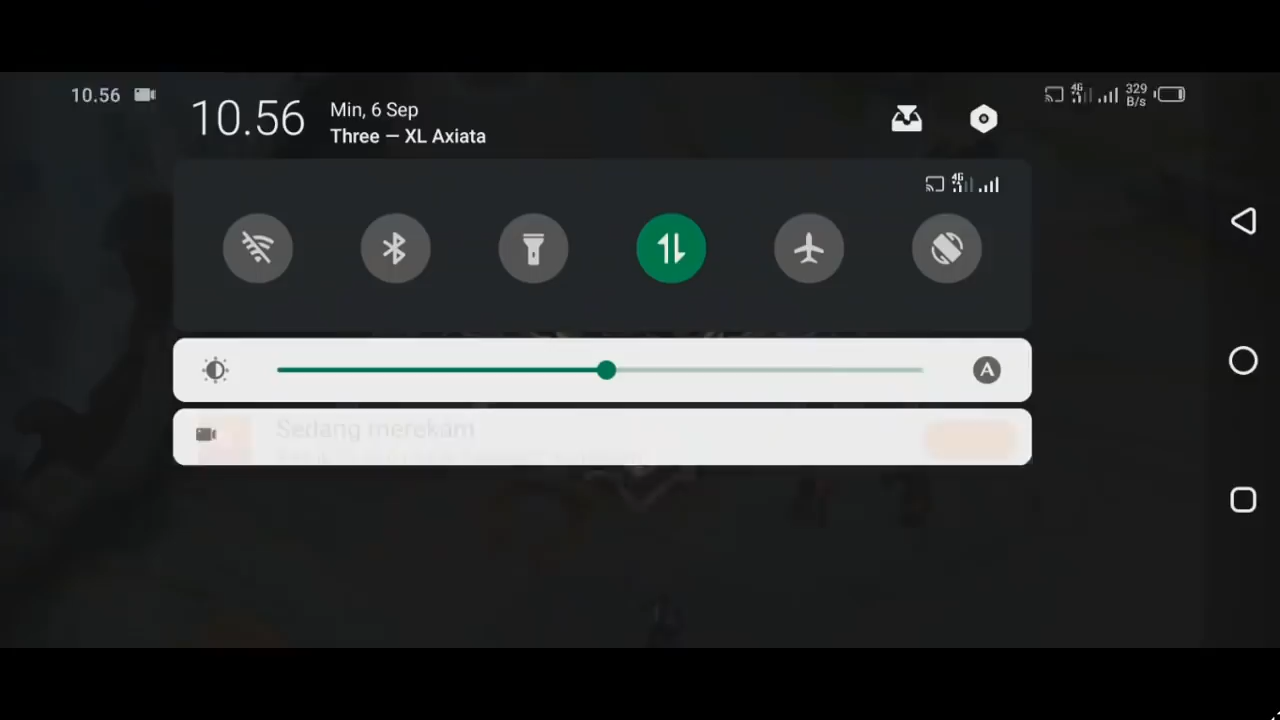 10.56
10.56
Min, 6 Sep
Three — XL Axiata
4G
329
B/s
4G
A
Sedang merekam